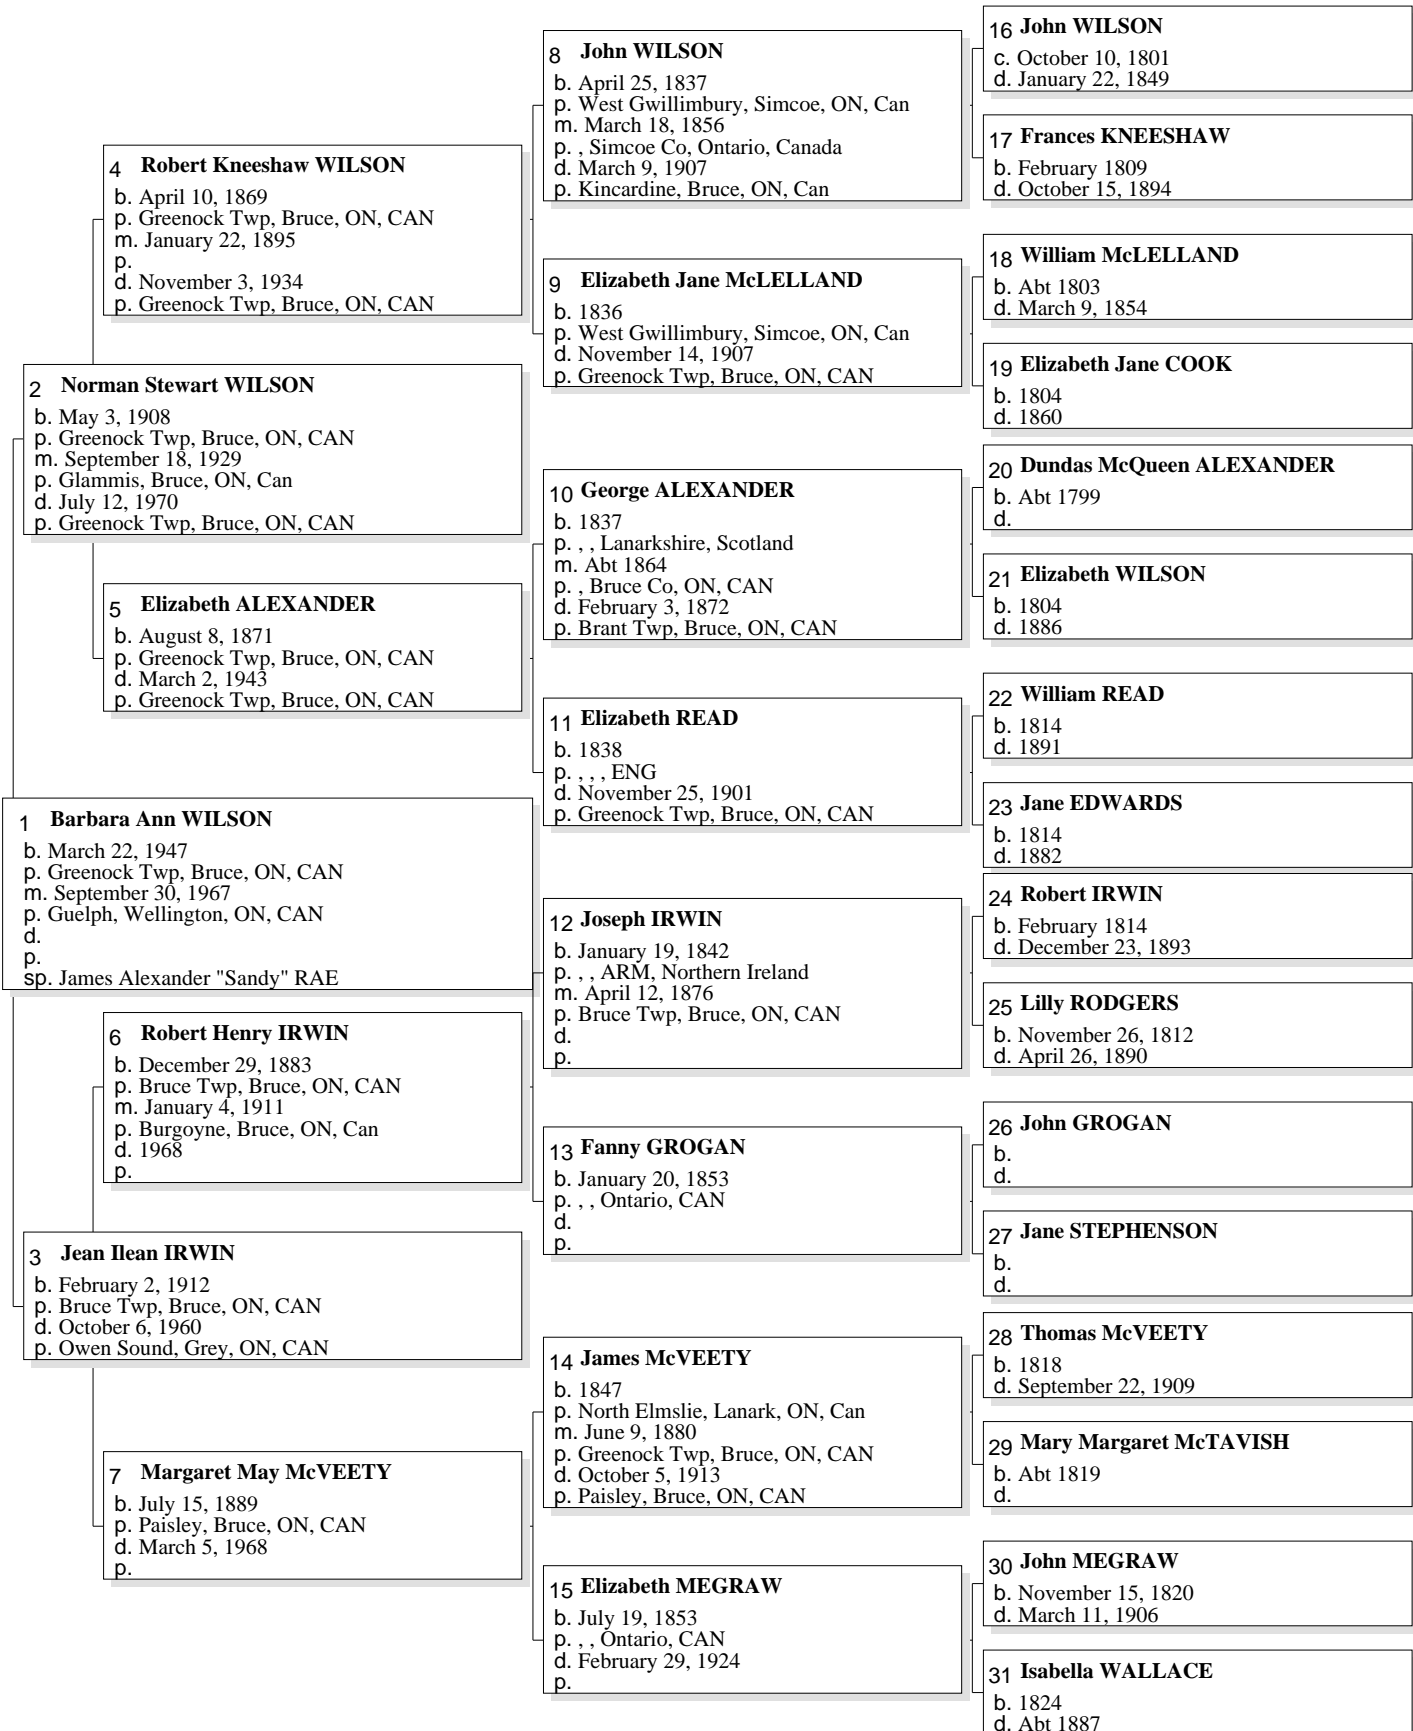 1 Barbara Ann WILSON
b. March 22, 1947
p. Greenock Twp, Bruce, ON, CAN
m. September 30, 1967
p. Guelph, Wellington, ON, CAN
d.
p.
sp. James Alexander "Sandy" RAE
2 Norman Stewart WILSON
b. May 3, 1908
p. Greenock Twp, Bruce, ON, CAN
m. September 18, 1929
p. Glammis, Bruce, ON, Can
d. July 12, 1970
p. Greenock Twp, Bruce, ON, CAN
3 Jean Ilean IRWIN
b. February 2, 1912
p. Bruce Twp, Bruce, ON, CAN
d. October 6, 1960
p. Owen Sound, Grey, ON, CAN
4 Robert Kneeshaw WILSON
b. April 10, 1869
p. Greenock Twp, Bruce, ON, CAN
m. January 22, 1895
p.
d. November 3, 1934
p. Greenock Twp, Bruce, ON, CAN
5 Elizabeth ALEXANDER
b. August 8, 1871
p. Greenock Twp, Bruce, ON, CAN
d. March 2, 1943
p. Greenock Twp, Bruce, ON, CAN
6 Robert Henry IRWIN
b. December 29, 1883
p. Bruce Twp, Bruce, ON, CAN
m. January 4, 1911
p. Burgoyne, Bruce, ON, Can
d. 1968
p.
7 Margaret May McVEETY
b. July 15, 1889
p. Paisley, Bruce, ON, CAN
d. March 5, 1968
p.
8 John WILSON
b. April 25, 1837
p. West Gwillimbury, Simcoe, ON, Can
m. March 18, 1856
p. , Simcoe Co, Ontario, Canada
d. March 9, 1907
p. Kincardine, Bruce, ON, Can
9 Elizabeth Jane McLELLAND
b. 1836
p. West Gwillimbury, Simcoe, ON, Can
d. November 14, 1907
p. Greenock Twp, Bruce, ON, CAN
10 George ALEXANDER
b. 1837
p. , , Lanarkshire, Scotland
m. Abt 1864
p. , Bruce Co, ON, CAN
d. February 3, 1872
p. Brant Twp, Bruce, ON, CAN
11 Elizabeth READ
b. 1838
p. , , , ENG
d. November 25, 1901
p. Greenock Twp, Bruce, ON, CAN
12 Joseph IRWIN
b. January 19, 1842
p. , , ARM, Northern Ireland
m. April 12, 1876
p. Bruce Twp, Bruce, ON, CAN
d.
p.
13 Fanny GROGAN
b. January 20, 1853
p. , , Ontario, CAN
d.
p.
14 James McVEETY
b. 1847
p. North Elmslie, Lanark, ON, Can
m. June 9, 1880
p. Greenock Twp, Bruce, ON, CAN
d. October 5, 1913
p. Paisley, Bruce, ON, CAN
15 Elizabeth MEGRAW
b. July 19, 1853
p. , , Ontario, CAN
d. February 29, 1924
p.
16 John WILSON
c. October 10, 1801
d. January 22, 1849
17 Frances KNEESHAW
b. February 1809
d. October 15, 1894
18 William McLELLAND
b. Abt 1803
d. March 9, 1854
19 Elizabeth Jane COOK
b. 1804
d. 1860
20 Dundas McQueen ALEXANDER
b. Abt 1799
d.
21 Elizabeth WILSON
b. 1804
d. 1886
22 William READ
b. 1814
d. 1891
23 Jane EDWARDS
b. 1814
d. 1882
24 Robert IRWIN
b. February 1814
d. December 23, 1893
25 Lilly RODGERS
b. November 26, 1812
d. April 26, 1890
26 John GROGAN
b.
d.
27 Jane STEPHENSON
b.
d.
28 Thomas McVEETY
b. 1818
d. September 22, 1909
29 Mary Margaret McTAVISH
b. Abt 1819
d.
30 John MEGRAW
b. November 15, 1820
d. March 11, 1906
31 Isabella WALLACE
b. 1824
d. Abt 1887